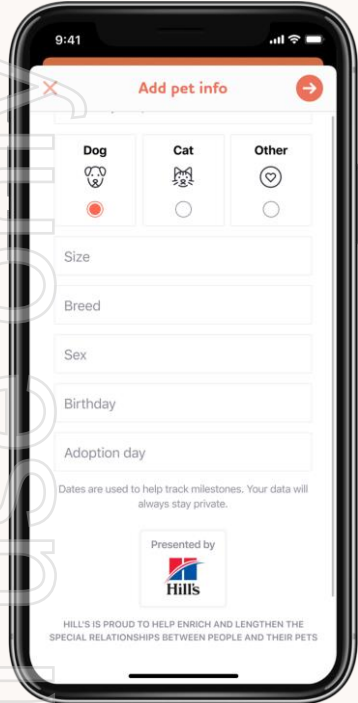 9:41
Add pet info
Dog
Cat
Other
Size
Breed
Sex
Birthday
Adoption day
Dates are used to help track milestones. Your data will
always stay private.
Presented by
Hill's
HILL'S IS PROUD TO HELP ENRICH AND LENGTHEN THE
SPECIAL RELATIONSHIPS BETWEEN PEOPLE AND THEIR PETS
use only